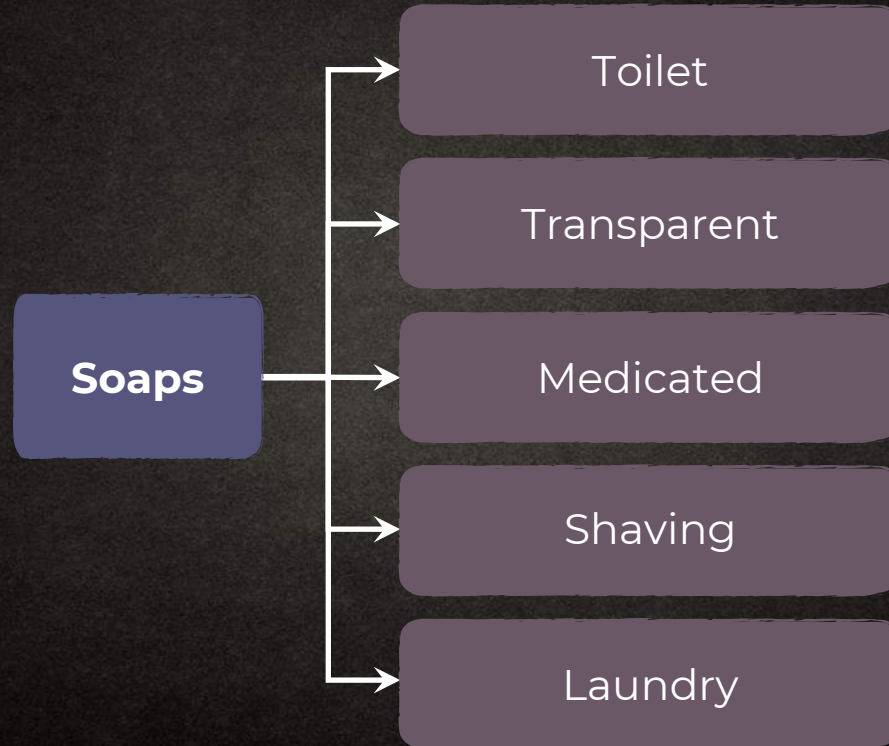 Soaps
Toilet
Transparent
Medicated
Shaving
Laundry